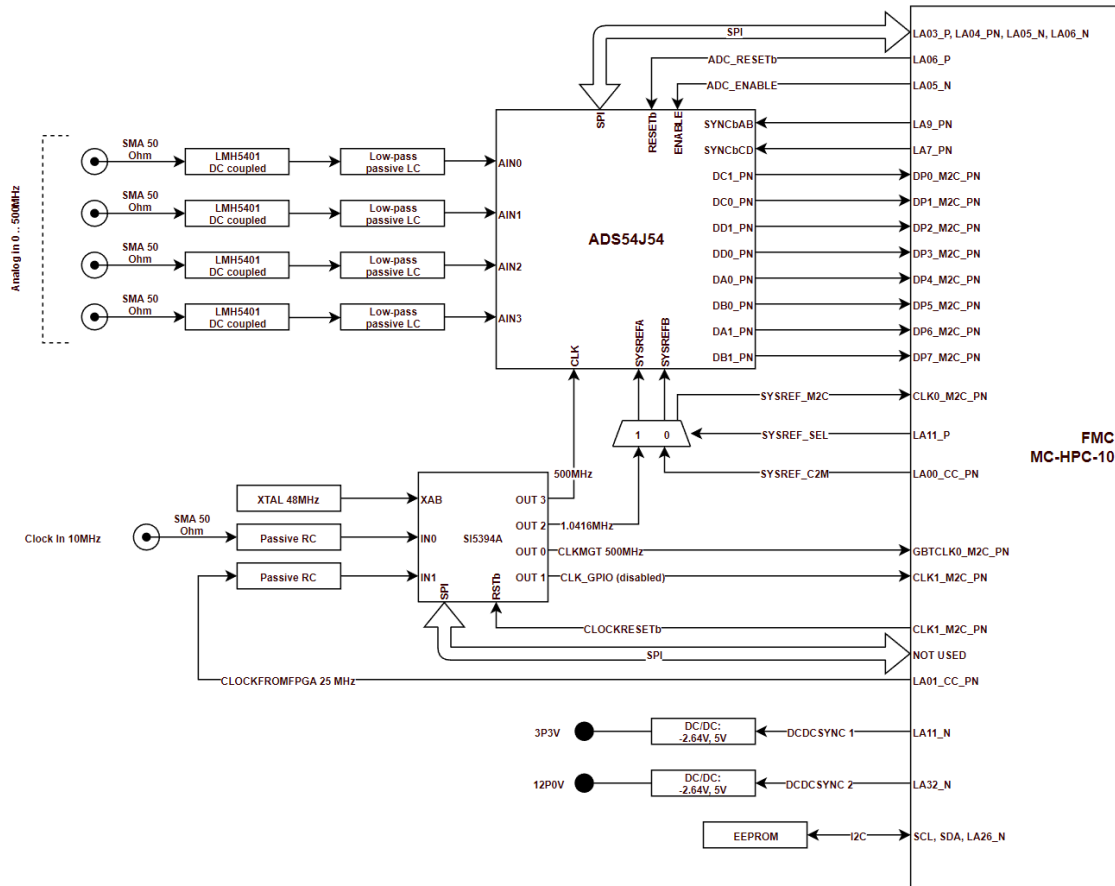 SPI
LA03_P, LA04_PN, LA05_N, LA06_N
ADC_RESETb
LA06_P
ADC_ENABLE
LA05_N
Analog in 0 .. 500MHz
SMA 50
Ohm
LMH5401
DC coupled
Low-pass
passive LC
AIN0
SMA 50
Ohm
LMH5401
DC coupled
Low-pass
passive LC
AIN1
SMA 50
Ohm
LMH5401
DC coupled
Low-pass
passive LC
AIN2
SMA 50
Ohm
LMH5401
DC coupled
Low-pass
passive LC
AIN3
SPI
RESETb
ENABLE
ADS54J54
CLK
SYSREFA
SYSREFB
SYNCbAB
LA9_PN
SYNCbCD
LA7_PN
DC1_PN
DP0_M2C_PN
DC0_PN
DP1_M2C_PN
DD1_PN
DP2_M2C_PN
DD0_PN
DP3_M2C_PN
DA0_PN
DP4_M2C_PN
DB0_PN
DP5_M2C_PN
DA1_PN
DP6_M2C_PN
DB1_PN
DP7_M2C_PN
SYSREF_M2C
CLK0_M2C_PN
1
0
SYSREF_SEL
LA11_P
SYSREF_C2M
LA00_CC_PN
FMC
MC-HPC-10
XTAL 48MHz
XAB
Clock In 10MHz
SMA 50
Ohm
Passive RC
IN0
Passive RC
IN1
SI5394A
SPI
RSTb
OUT 3
500MHz
OUT 2
1.0416MHz
OUT 0
CLKMGT 500MHz
GBTCLK0_M2C_PN
OUT 1
CLK_GPIO (disabled)
CLK1_M2C_PN
CLOCKRESETb
CLK1_M2C_PN
SPI
NOT USED
CLOCKFROMFPGA 25 MHz
LA01_CC_PN
3P3V
DC/DC:
-2.64V, 5V
DCDCSYNC 1
LA11_N
12P0V
DC/DC:
-2.64V, 5V
DCDCSYNC 2
LA32_N
EEPROM
I2C
SCL, SDA, LA26_N